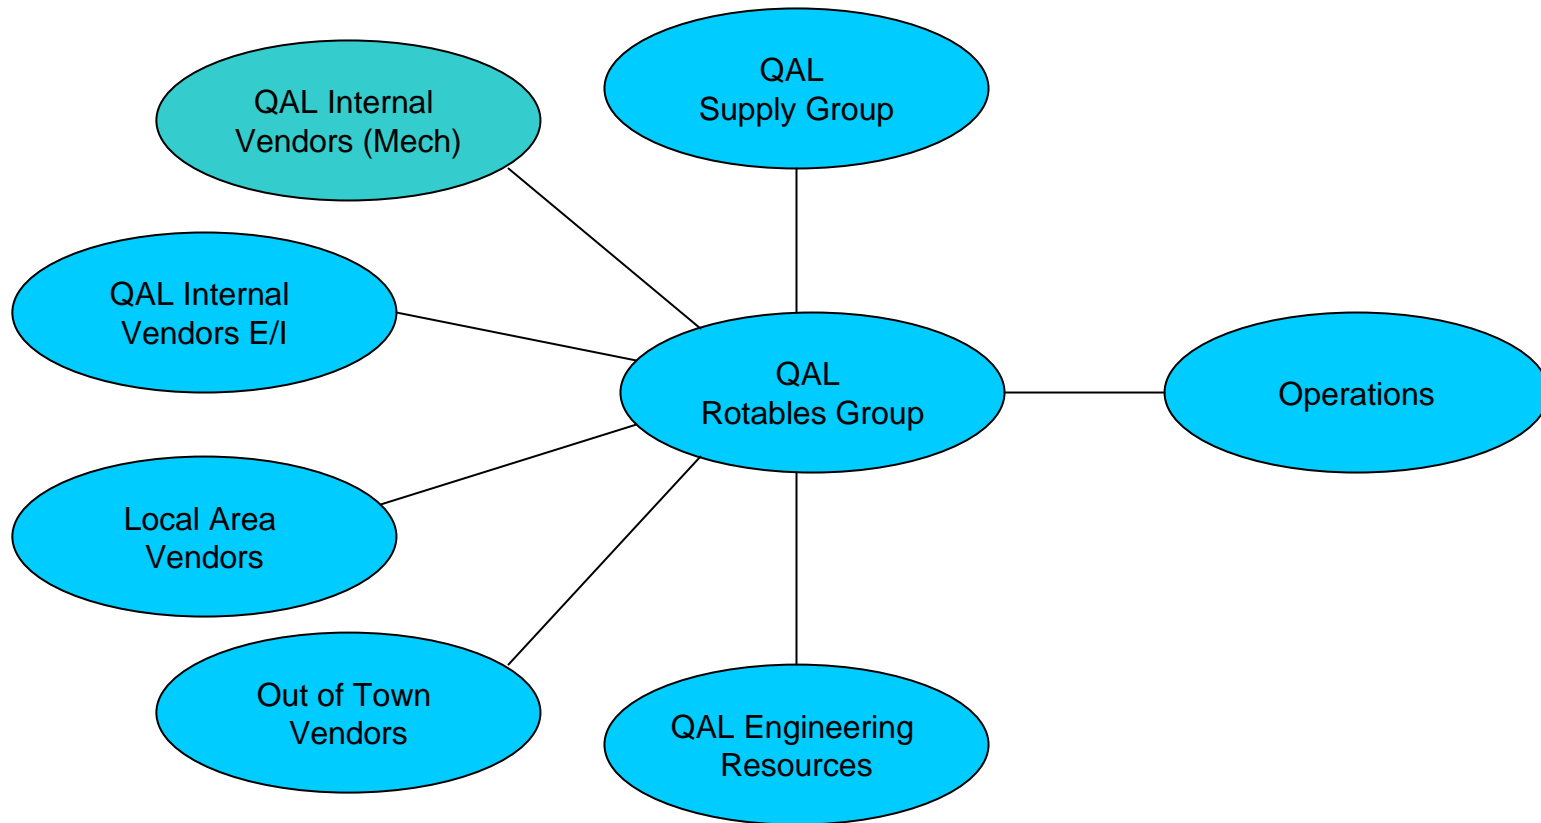 QAL Internal
Vendors (Mech)
QAL
Supply Group
QAL Internal
Vendors E/I
QAL
Rotables Group
Operations
Local Area
Vendors
Out of Town
Vendors
QAL Engineering
Resources